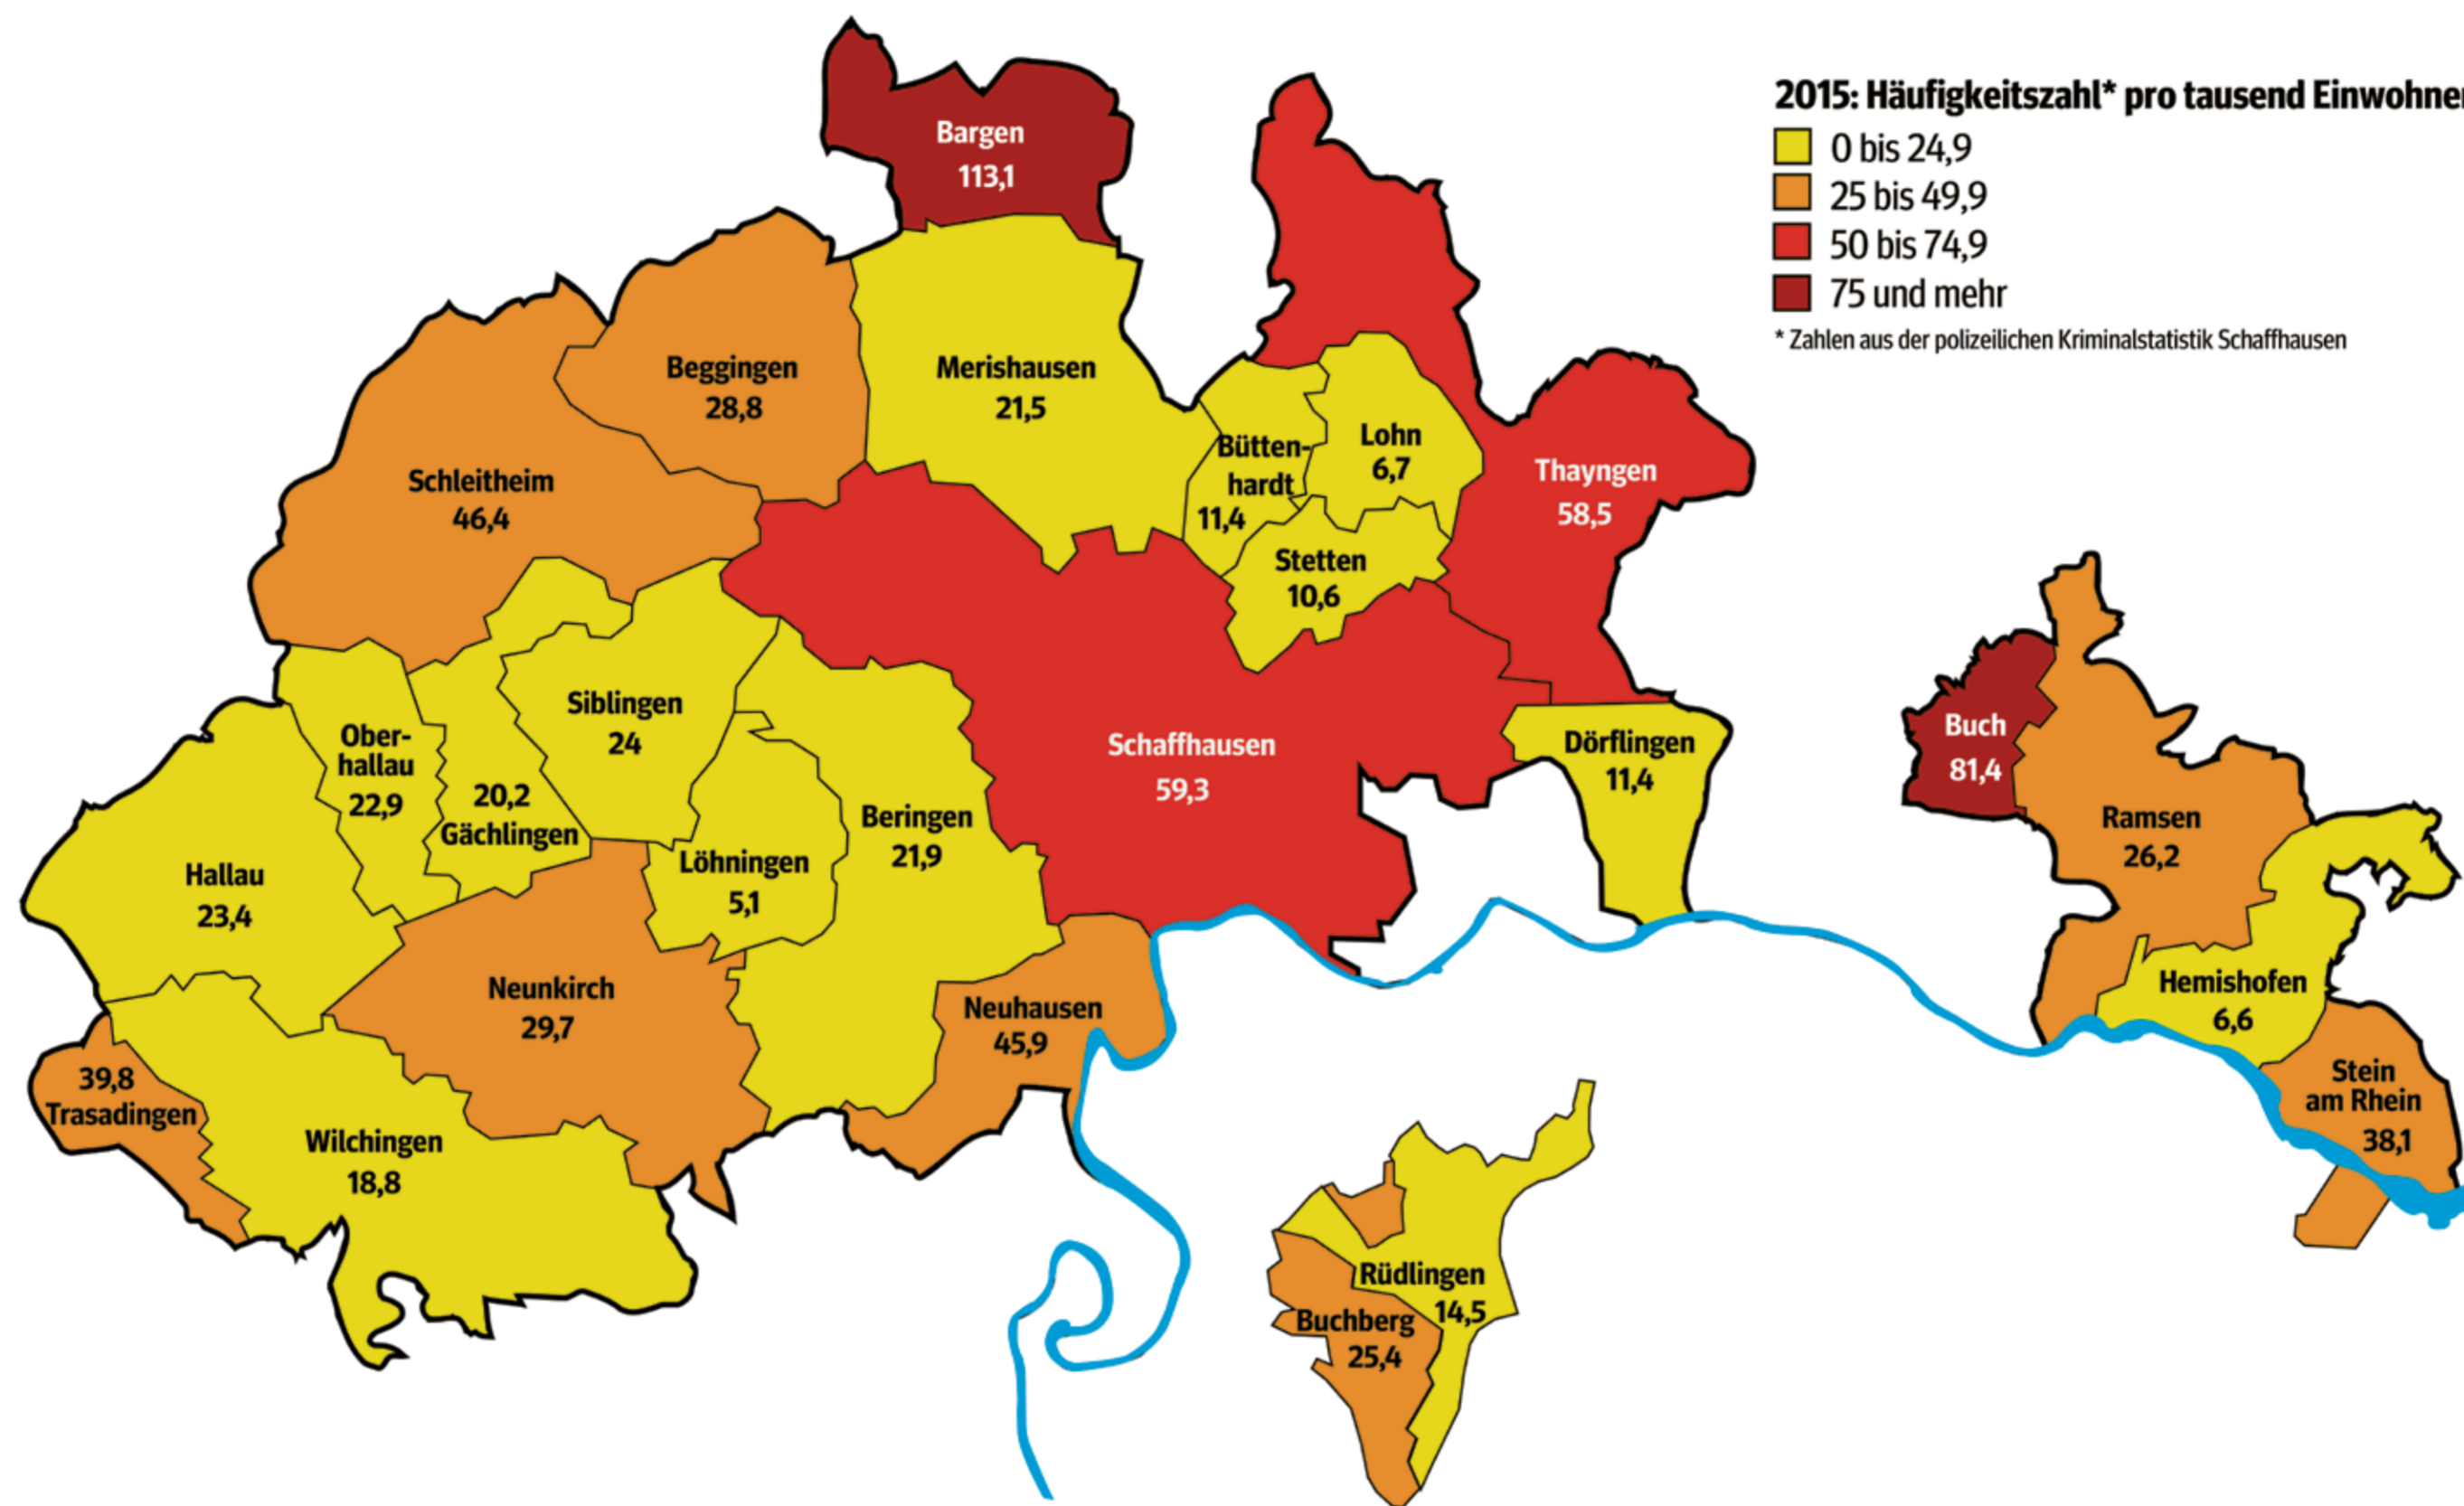 2015: Häufigkeitszahl* pro tausend Einwohner
0 bis 24,9
25 bis 49,9
50 bis 74,9
75 und mehr
* Zahlen aus der polizeilichen Kriminalstatistik Schaffhausen
Bargen
113,1
Beggingen
28,8
Merishausen
21,5
Schleitheim
46,4
Bütten-
hardt
11,4
Lohn
6,7
Thayngen
58,5
Stetten
10,6
Siblingen
24
Ober-
hallau
22,9
20,2
Gächlingen
Schaffhausen
59,3
Dörflingen
11,4
Buch
81,4
Ramsen
26,2
Beringen
21,9
Löhningen
5,1
Hallau
23,4
Neunkirch
29,7
Neuhausen
45,9
Hemishofen
6,6
Stein
am Rhein
38,1
39,8
Trasadingen
Wilchingen
18,8
Rüdlingen
14,5
Buchberg
25,4